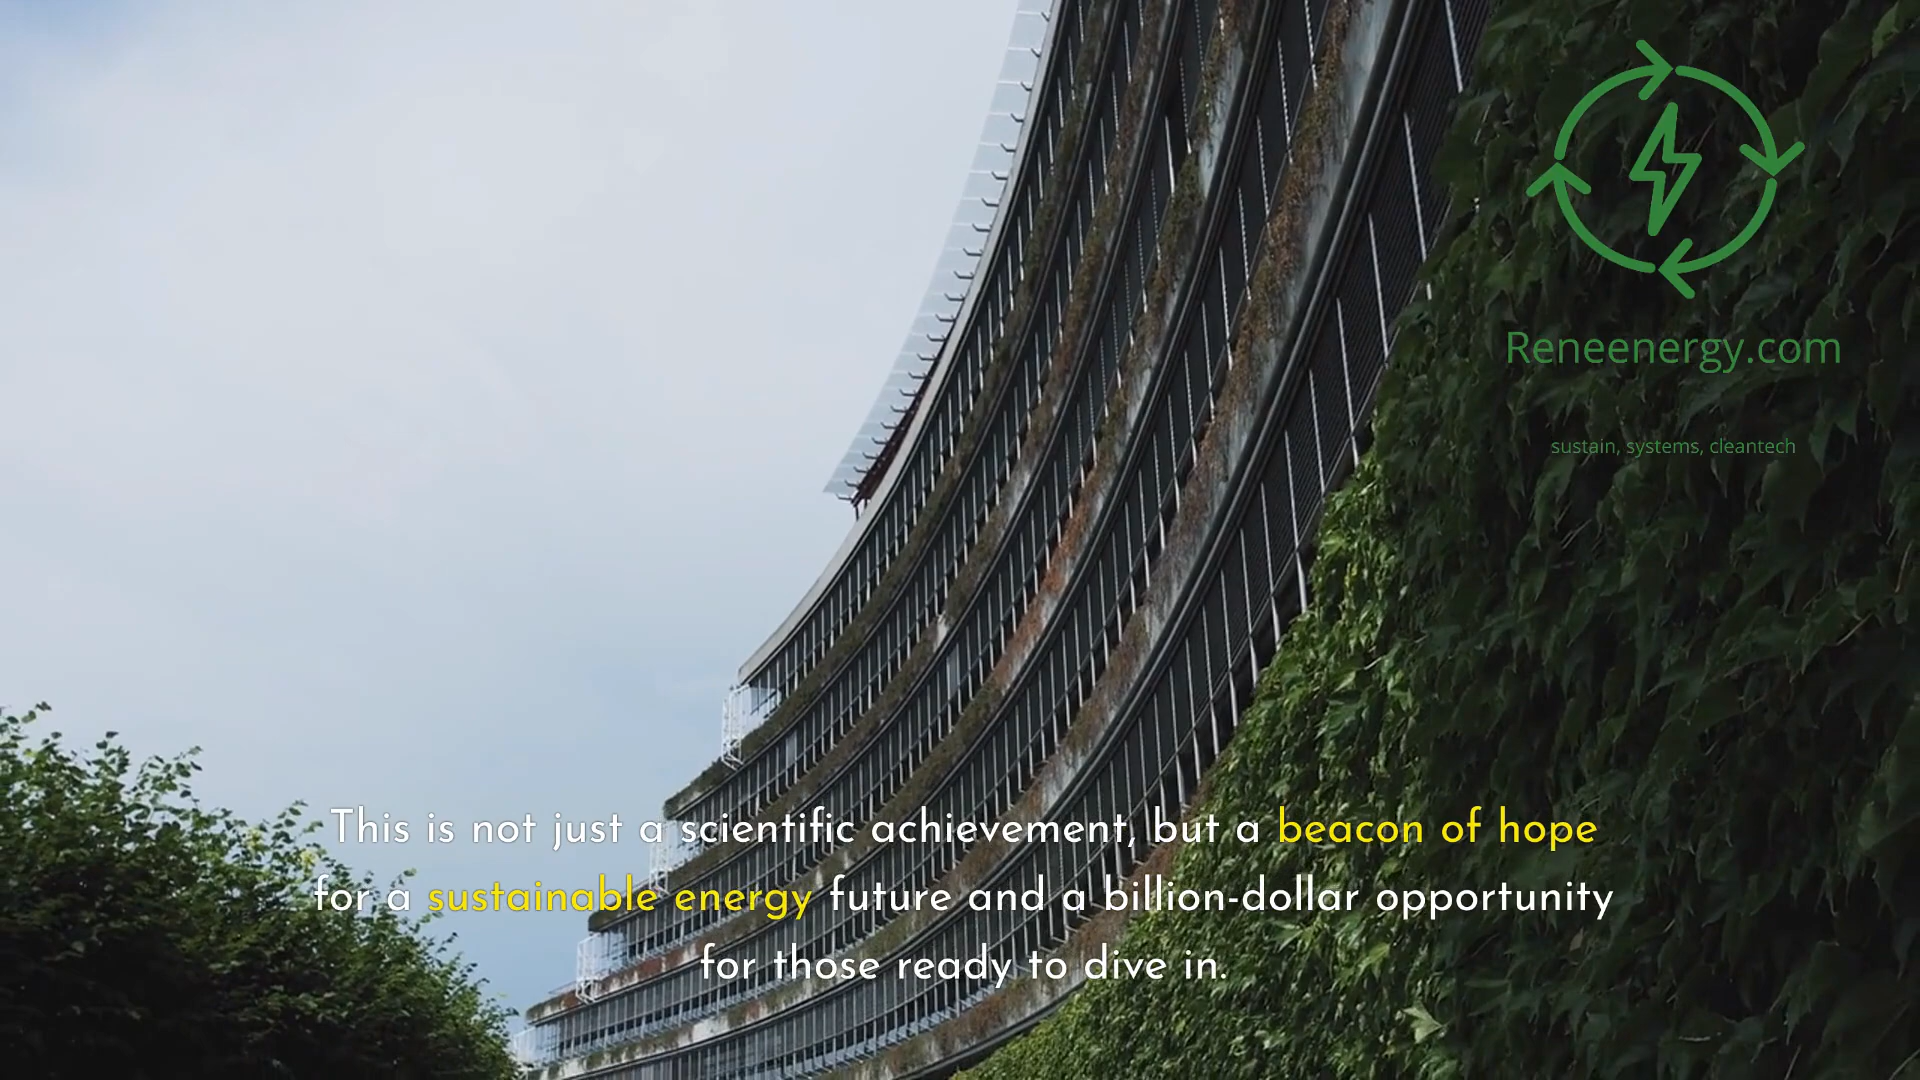 Reneenergy.com
sustain, systems, cleantech
This is not just a scientific achievement, but a beacon of hope
for a sustainable energy future and a billion-dollar opportunity
for those ready to dive in.